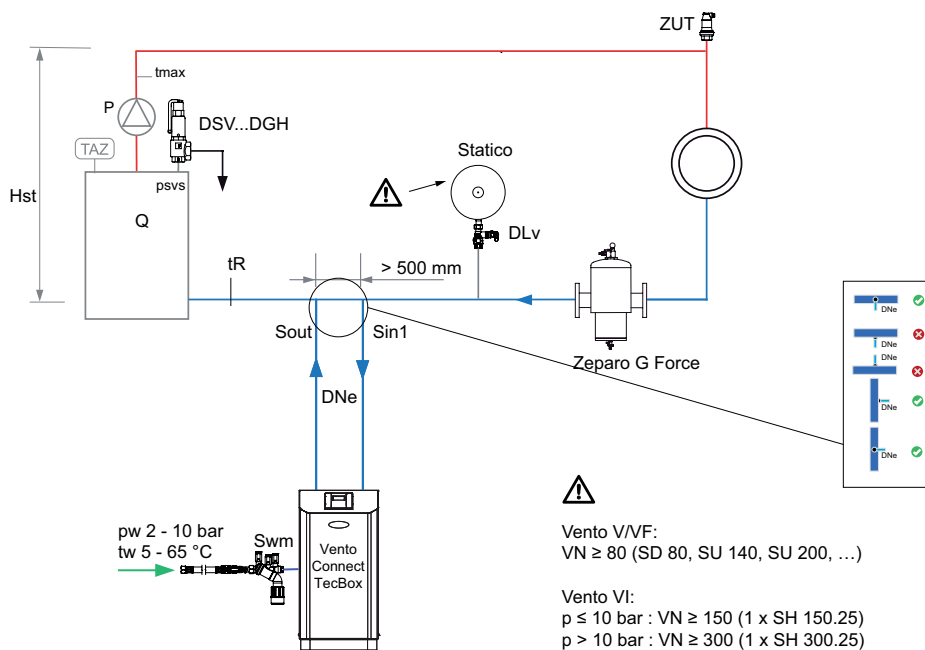 ZUT
tmax
P
DSV...DGH
TAZ
Statico
psvs
Hst
Q
DLv
tR
> 500 mm
DNe
DNe
DNe
DNe
DNe
Sout
Sin1
Zeparo G Force
DNe
pw 2 - 10 bar
tw 5 - 65 °C
Swm
Vento
Connect
TecBox
Vento V/VF:
VN ≥ 80 (SD 80, SU 140, SU 200, …)
Vento VI:
p ≤ 10 bar : VN ≥ 150 (1 x SH 150.25)
p > 10 bar : VN ≥ 300 (1 x SH 300.25)